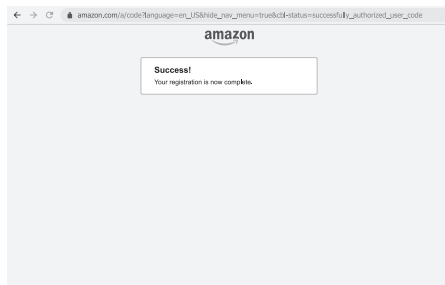 amazon.com/a/code?language=en_US&hide_nav_menu=true&cbl-status=successfully_authorized_user_code
amazon
Success!
Your registration is now complete.